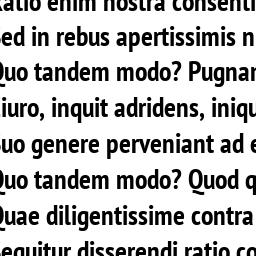 Ratio enim nostra consenti
Sed in rebus apertissimis n
Quo tandem modo? Pugnan
iuro, inquit adridens, iniqu
Suo genere perveniant ad e
Quo tandem modo? Quod q
Quae diligentissime contra
Sequitur disserendi ratio co